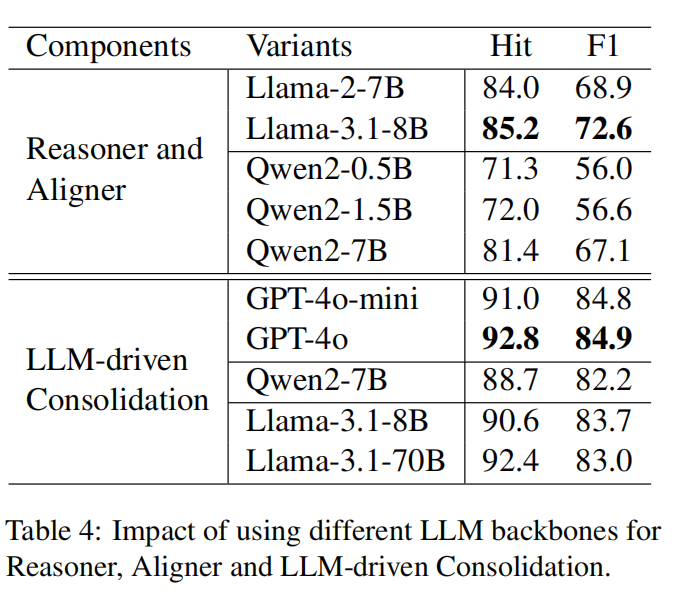 Components Variants Hit F1
Reasoner and Aligner
Llama-2-7B 84.0 68.9
Llama-3.1-8B 85.2 72.6
Qwen2-0.5B 71.3 56.0
Qwen2-1.5B 72.0 56.6
Qwen2-7B 81.4 67.1
LLM-driven Consolidation
GPT-4o-mini 91.0 84.8
GPT-4o 92.8 84.9
Qwen2-7B 88.7 82.2
Llama-3.1-8B 90.6 83.7
Llama-3.1-70B 92.4 83.0
Table 4: Impact of using different LLM backbones for
Reasoner, Aligner and LLM-driven Consolidation.